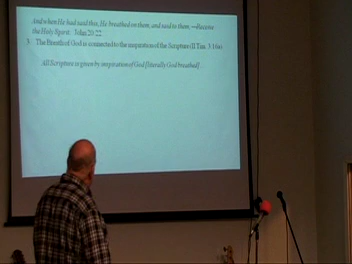 And when He had said this, He breathed on them, and said to them, —Receive
the Holy Spirit John 20:22
3. The Breath of God is connected to the inspiration of the Scripture (II Tim. 3:16a)
All Scripture is given by inspiration of God [literally God breathed] .